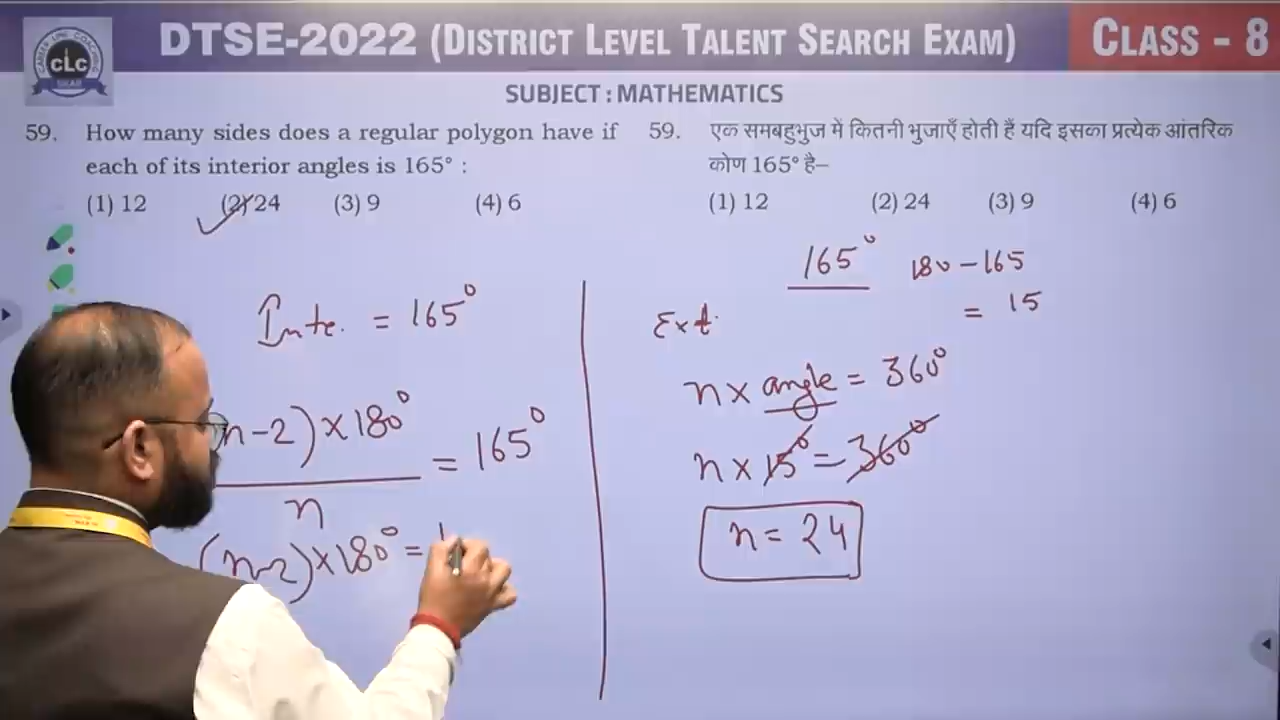 DTSE-2022 (DISTRICT LEVEL TALENT SEARCH EXAM)
CLASS - 8
CLC
SUBJECT : MATHEMATICS
59. How many sides does a regular polygon have if
each of its interior angles is 165° :
(1) 12 (2) 24 (3) 9 (4) 6
59. एक समबहुभुज में कितनी भुजाएँ होती हैं यदि इसका प्रत्येक आंतरिक
कोण 165° है–
(1) 12 (2) 24 (3) 9 (4) 6
Inte. = 165°
n-2) × 180°
= 165°
n
(n-2) × 180° =
165° 180 - 165
= 15
Ext.
n × angle = 360°
n × 15° = 360°
n = 24